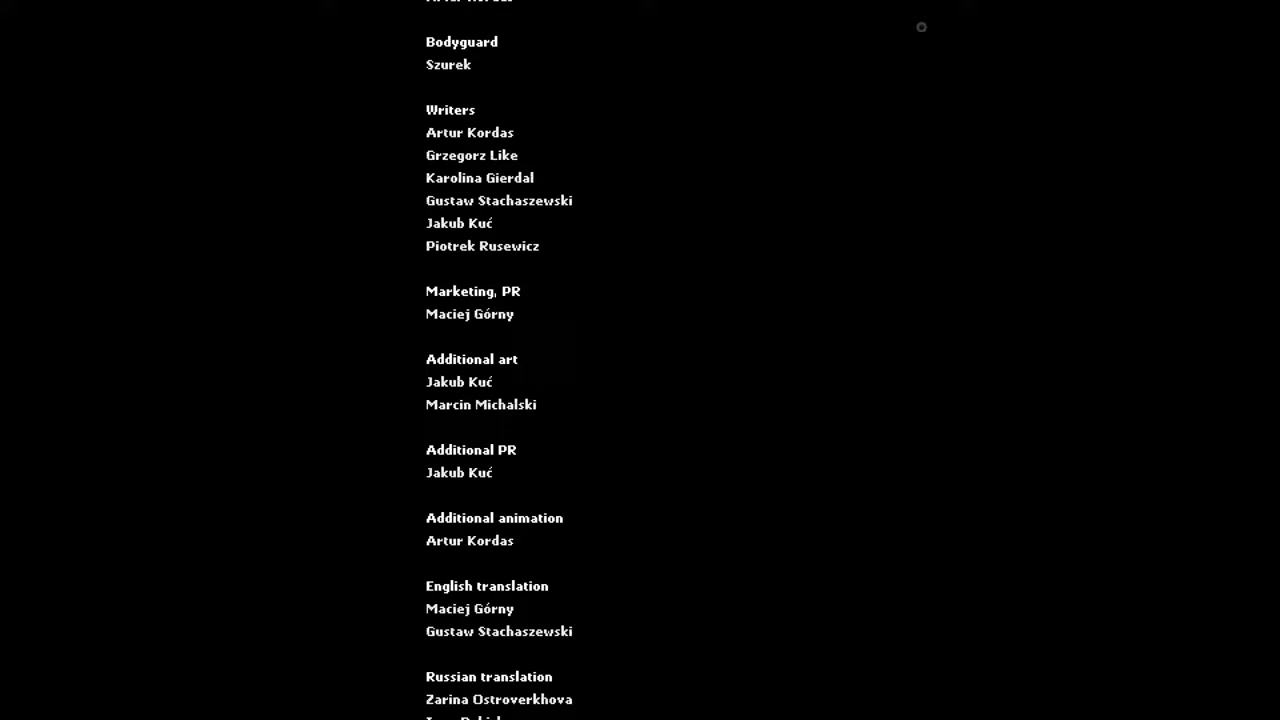 Bodyguard
Szurek
Writers
Artur Kordas
Grzegorz Like
Karolina Gierdal
Gustaw Stachaszewski
Jakub Kuć
Piotrek Rusewicz
Marketing, PR
Maciej Górny
Additional art
Jakub Kuć
Marcin Michalski
Additional PR
Jakub Kuć
Additional animation
Artur Kordas
English translation
Maciej Górny
Gustaw Stachaszewski
Russian translation
Zarina Ostroverkhova